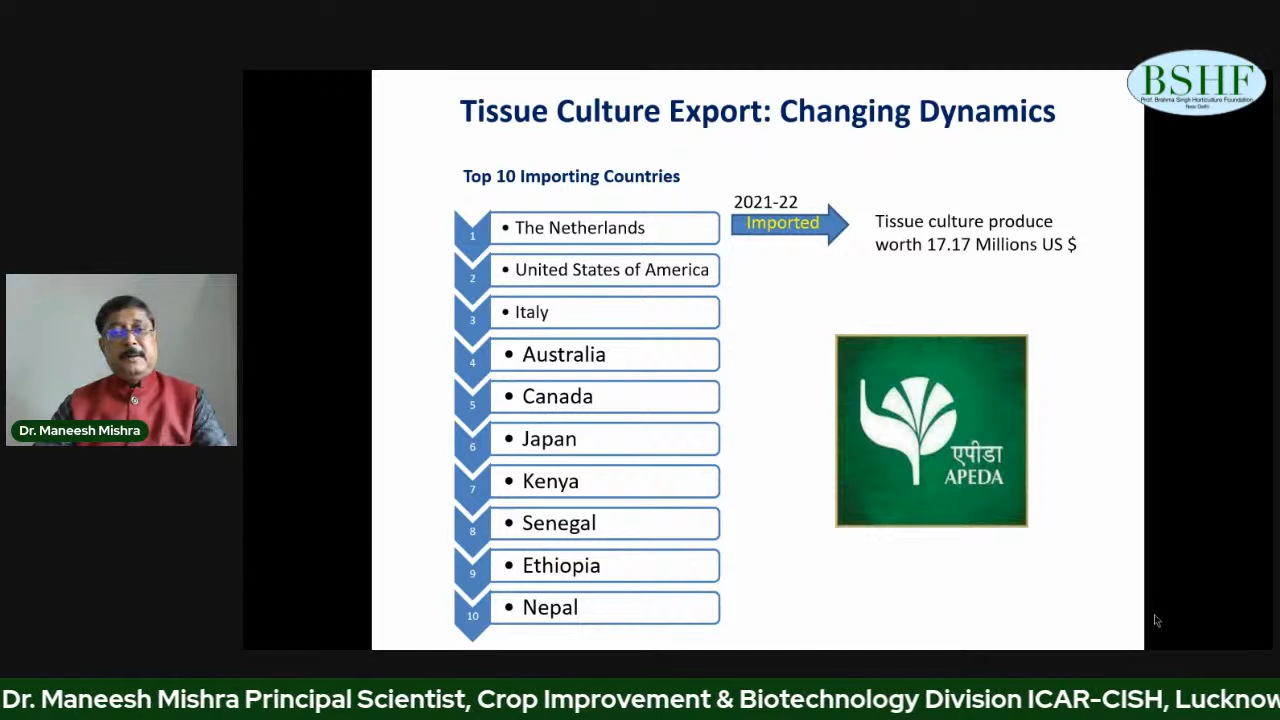 BSHF
Prof. Brahma Singh Horticulture Foundation
New Delhi
Tissue Culture Export: Changing Dynamics
Top 10 Importing Countries
1 • The Netherlands
2 • United States of America
3 • Italy
4 • Australia
5 • Canada
6 • Japan
7 • Kenya
8 • Senegal
9 • Ethiopia
10 • Nepal
2021-22
Imported
Tissue culture produce
worth 17.17 Millions US $
एपीडा
APEDA
Dr. Maneesh Mishra
Dr. Maneesh Mishra Principal Scientist, Crop Improvement & Biotechnology Division ICAR-CISH, Lucknow